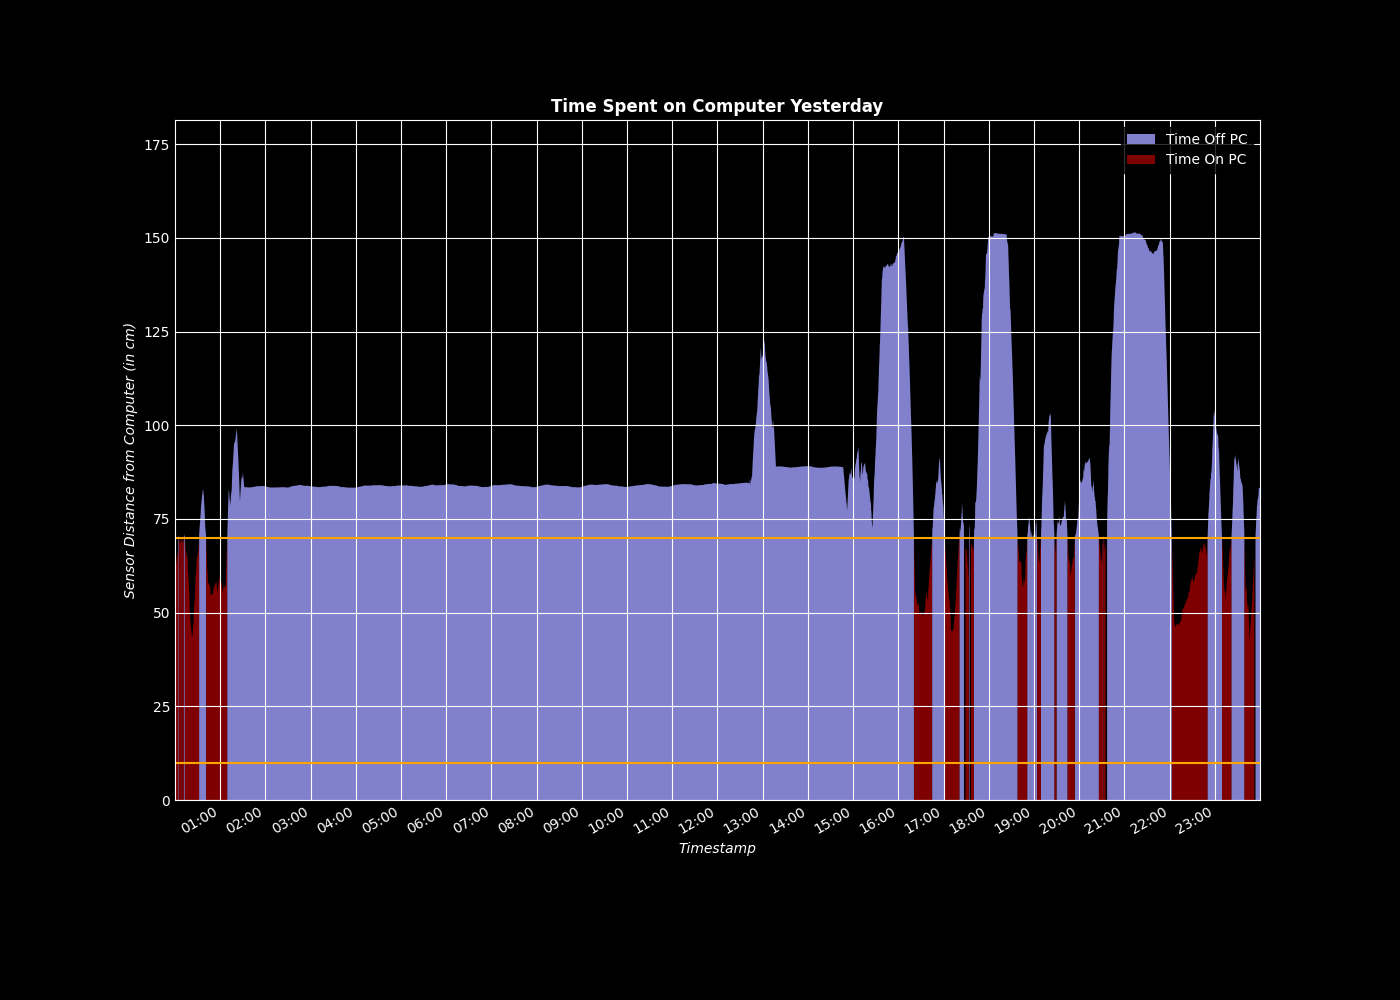 Time Spent on Computer Yesterday
Time Off PC
Time On PC
175
150
125
100
75
50
25
0
Sensor Distance from Computer (in cm)
01:00 02:00 03:00 04:00 05:00 06:00 07:00 08:00 09:00 10:00 11:00 12:00 13:00 14:00 15:00 16:00 17:00 18:00 19:00 20:00 21:00 22:00 23:00
Timestamp